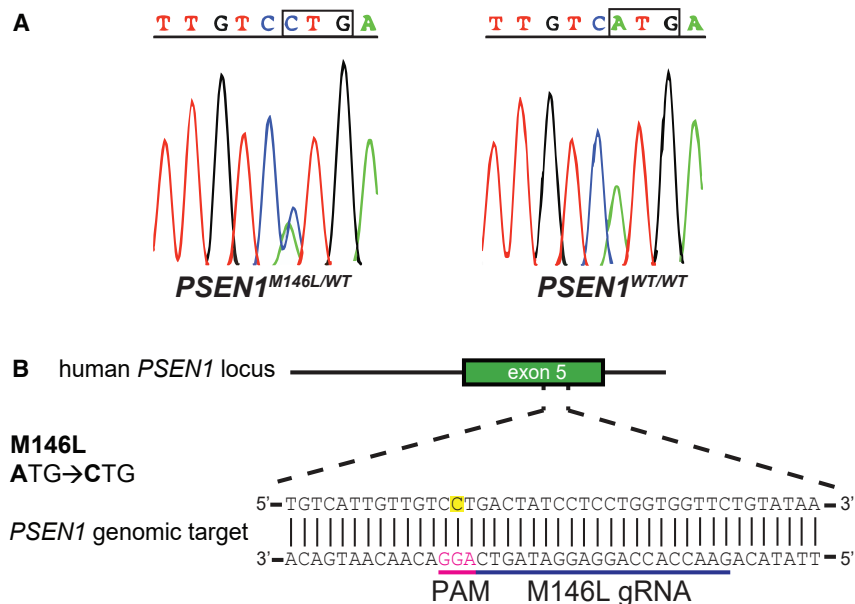 A
T T G T C C T G A
T T G T C A T G A
PSEN1M146L/WT
PSEN1WT/WT
B human PSEN1 locus
exon 5
M146L
ATG→CTG
5' TGTCATTGTTGTCCTGACTATCCTCCTGGTGGTTCTGTATAA 3'
PSEN1 genomic target
3' ACAGTAACAACAGGACTGATAGGAGGACCACCAAGACATATT 5'
PAM M146L gRNA